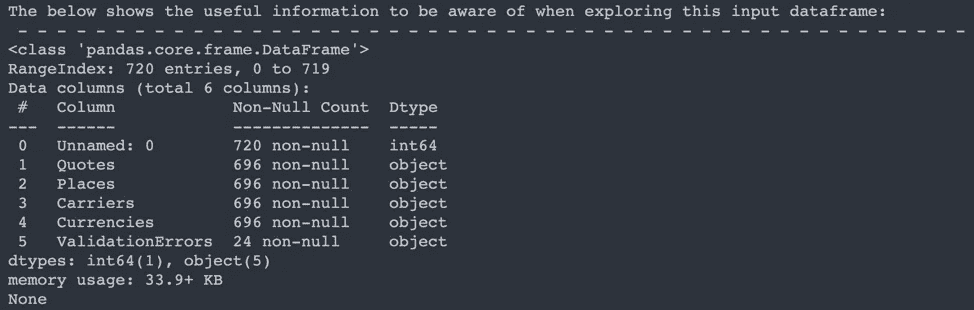 The below shows the useful information to be aware of when exploring this input dataframe:
- - - - - - - - - - - - - - - - - - - - - - - - - - - - - - - - - - - - - - - - - - - - - - - - -
<class 'pandas.core.frame.DataFrame'>
RangeIndex: 720 entries, 0 to 719
Data columns (total 6 columns):
 #   Column            Non-Null Count  Dtype
---  ------            --------------  -----
 0   Unnamed: 0        720 non-null    int64
 1   Quotes            696 non-null    object
 2   Places            696 non-null    object
 3   Carriers          696 non-null    object
 4   Currencies        696 non-null    object
 5   ValidationErrors  24 non-null     object
dtypes: int64(1), object(5)
memory usage: 33.9+ KB
None